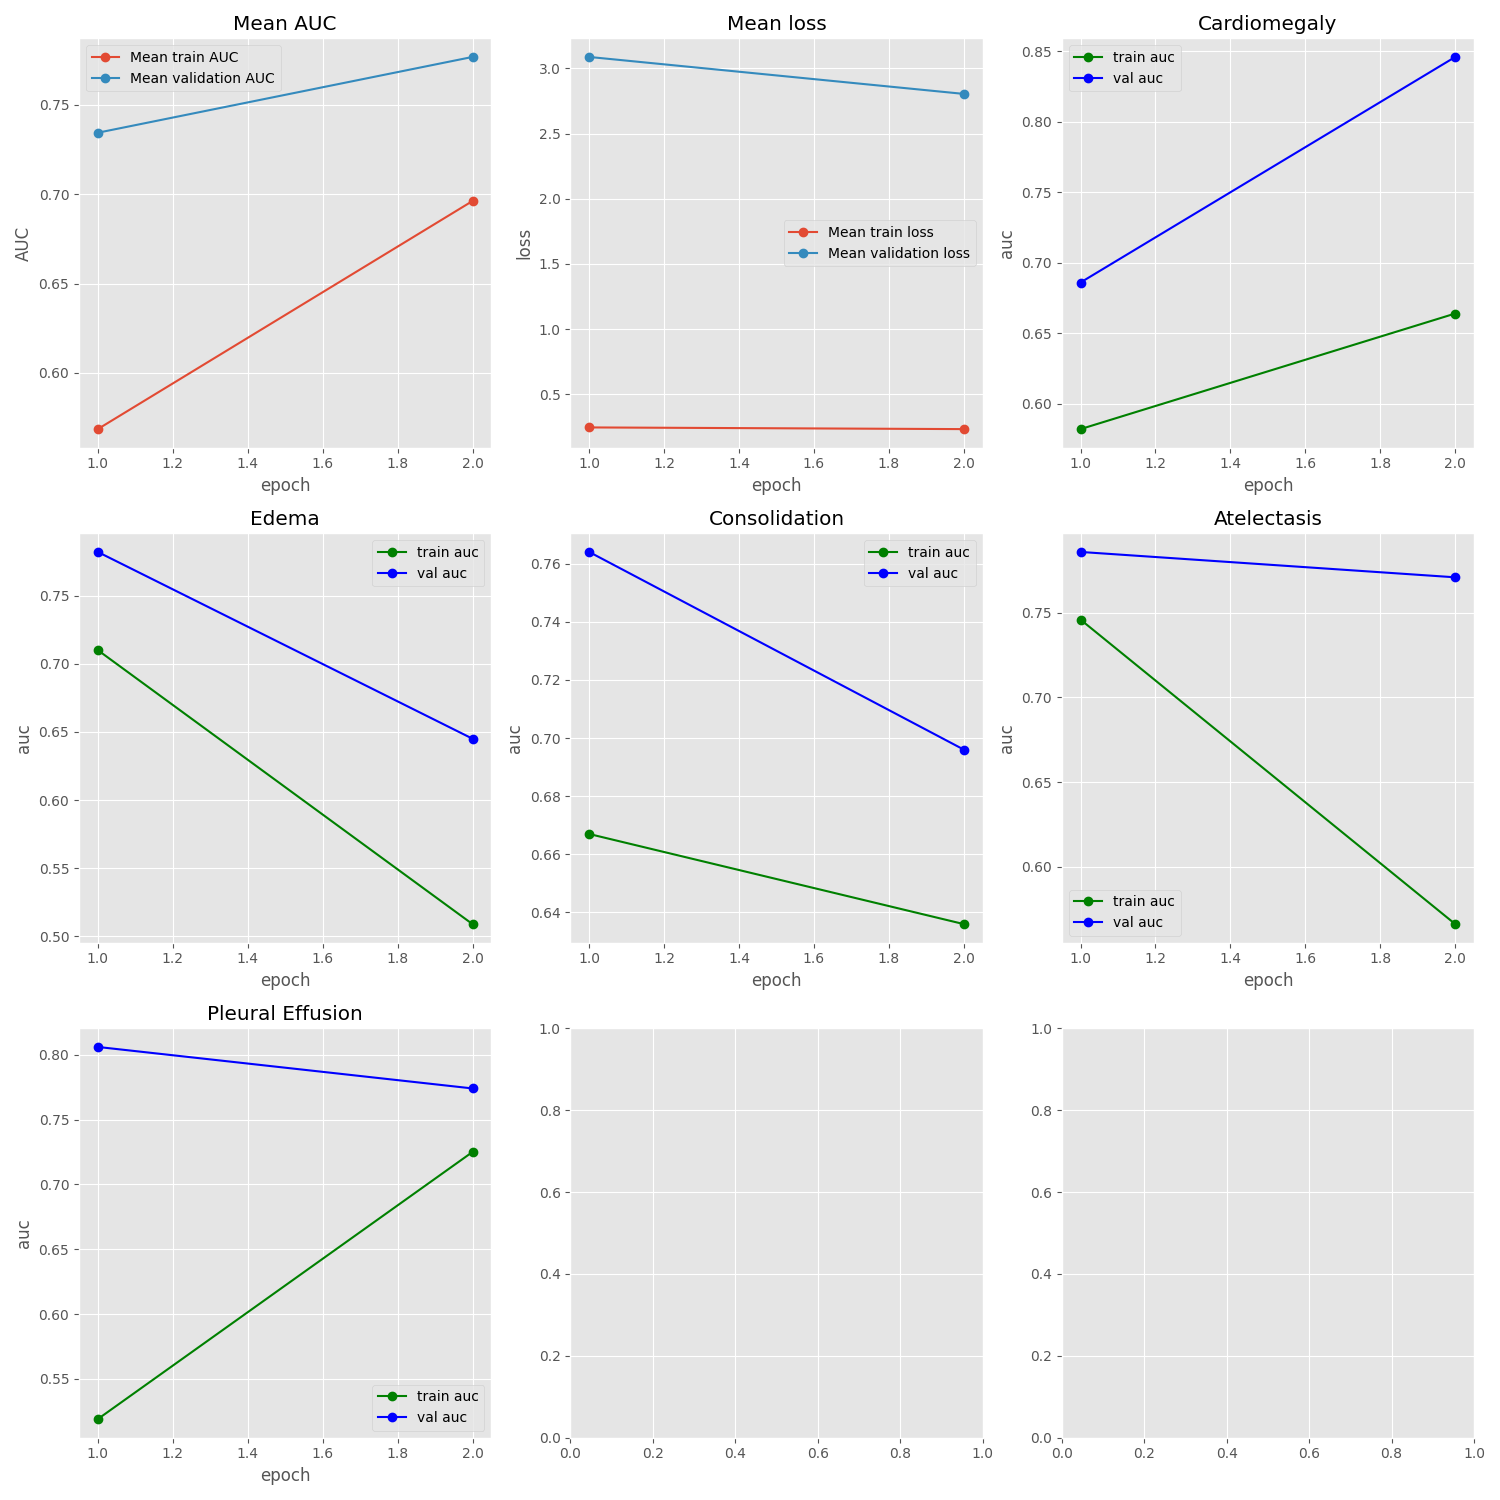 Mean AUC
Mean train AUC
Mean validation AUC
0.75
0.70
0.65
0.60
AUC
1.0 1.2 1.4 1.6 1.8 2.0
epoch
Mean loss
3.0
2.5
2.0
1.5
1.0
0.5
loss
Mean train loss
Mean validation loss
1.0 1.2 1.4 1.6 1.8 2.0
epoch
Cardiomegaly
train auc
val auc
0.85
0.80
0.75
0.70
0.65
0.60
auc
1.0 1.2 1.4 1.6 1.8 2.0
epoch
Edema
train auc
val auc
0.75
0.70
0.65
0.60
0.55
0.50
auc
1.0 1.2 1.4 1.6 1.8 2.0
epoch
Consolidation
train auc
val auc
0.76
0.74
0.72
0.70
0.68
0.66
0.64
auc
1.0 1.2 1.4 1.6 1.8 2.0
epoch
Atelectasis
0.75
0.70
0.65
0.60
auc
train auc
val auc
1.0 1.2 1.4 1.6 1.8 2.0
epoch
Pleural Effusion
0.80
0.75
0.70
0.65
0.60
0.55
auc
train auc
val auc
1.0 1.2 1.4 1.6 1.8 2.0
epoch
1.0
0.8
0.6
0.4
0.2
0.0
0.0 0.2 0.4 0.6 0.8 1.0
1.0
0.8
0.6
0.4
0.2
0.0
0.0 0.2 0.4 0.6 0.8 1.0